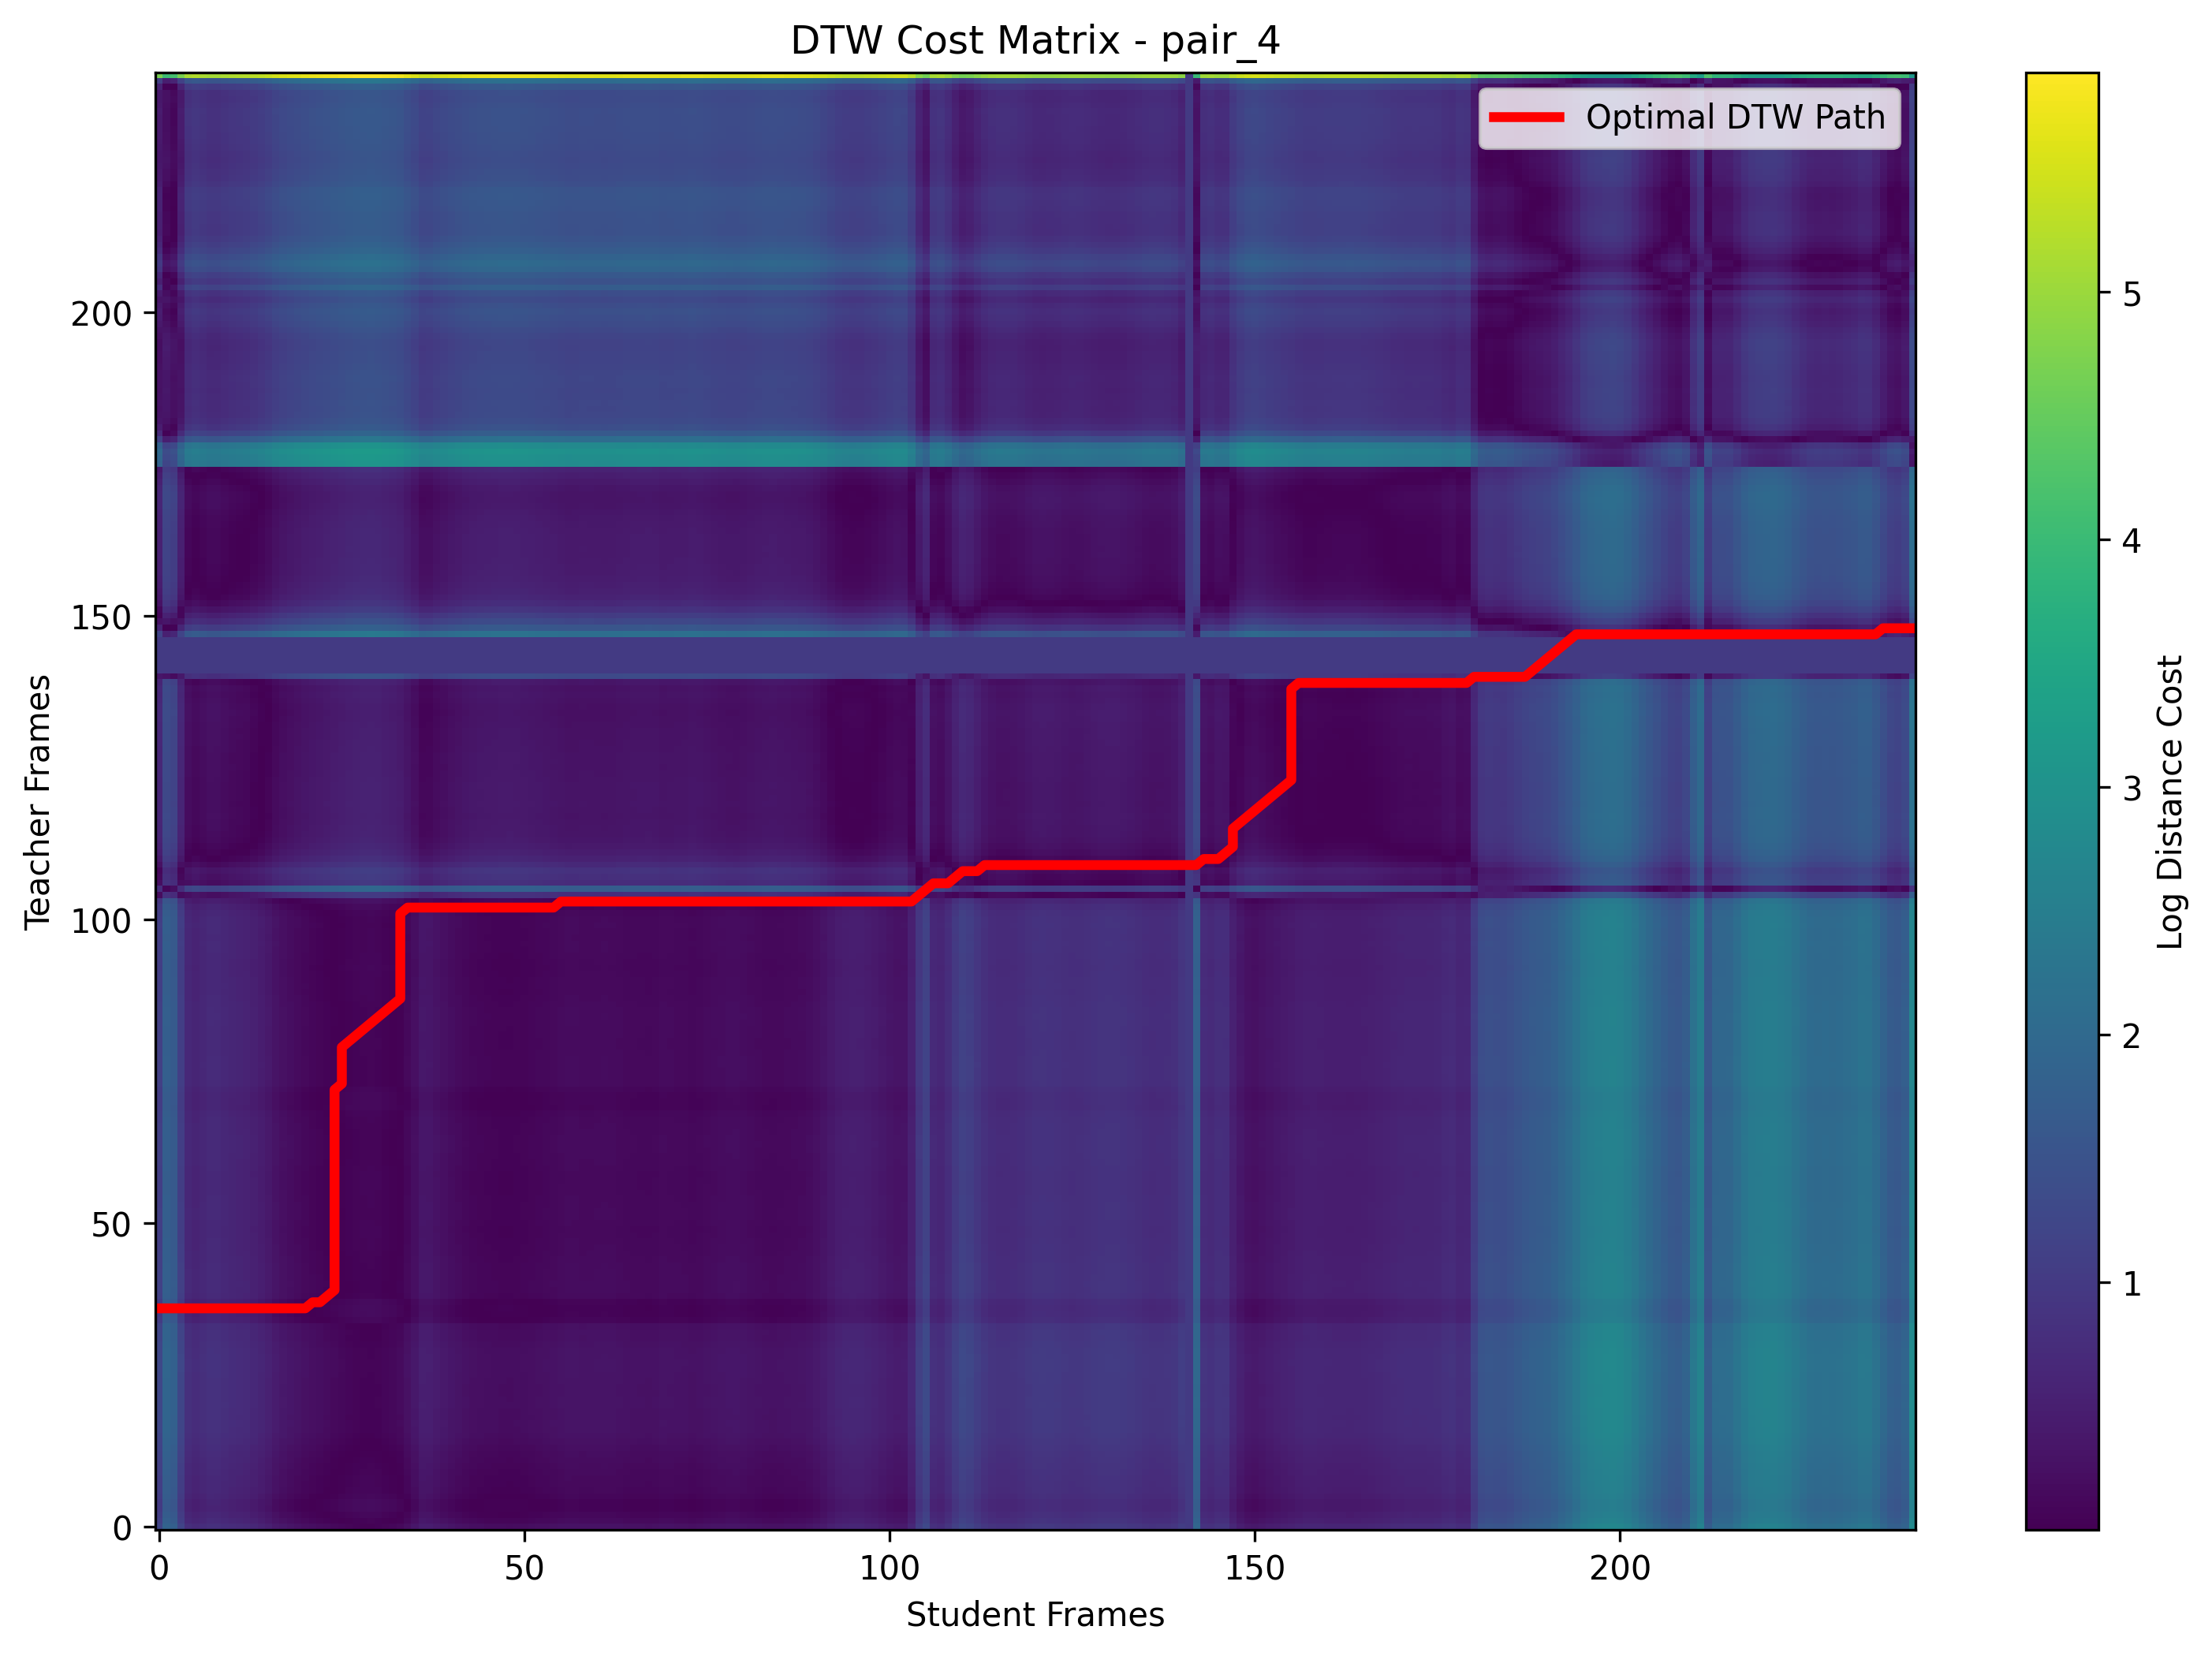 DTW Cost Matrix - pair_4
Optimal DTW Path
Teacher Frames
200
150
100
50
0
0 50 100 150 200
Student Frames
5
4
3
2
1
Log Distance Cost